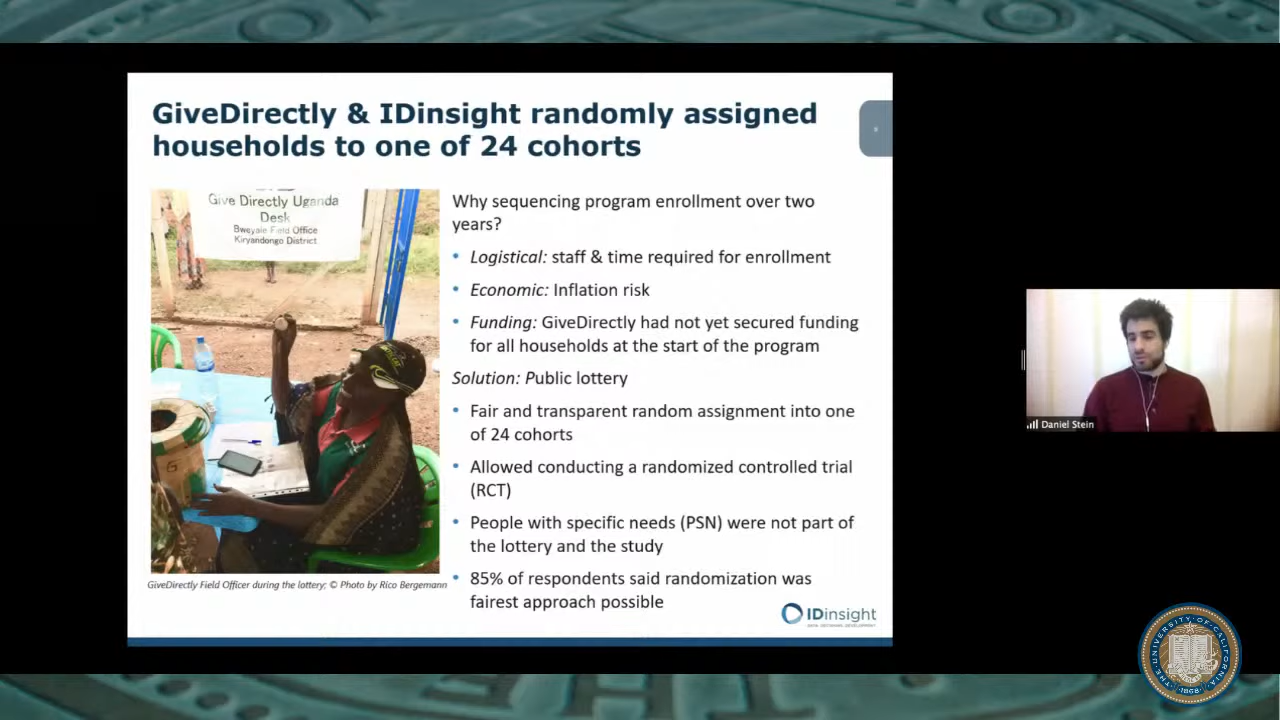 GiveDirectly & IDinsight randomly assigned
households to one of 24 cohorts
Give Directly Uganda
Desk
Bweyale Field Office
Kiryandongo District
GiveDirectly Field Officer during the lottery; © Photo by Rico Bergemann
Why sequencing program enrollment over two
years?
• Logistical: staff & time required for enrollment
• Economic: Inflation risk
• Funding: GiveDirectly had not yet secured funding
for all households at the start of the program
Solution: Public lottery
• Fair and transparent random assignment into one
of 24 cohorts
• Allowed conducting a randomized controlled trial
(RCT)
• People with specific needs (PSN) were not part of
the lottery and the study
• 85% of respondents said randomization was
fairest approach possible
IDinsight
Daniel Stein
THE UNIVERSITY OF CALIFORNIA
1868